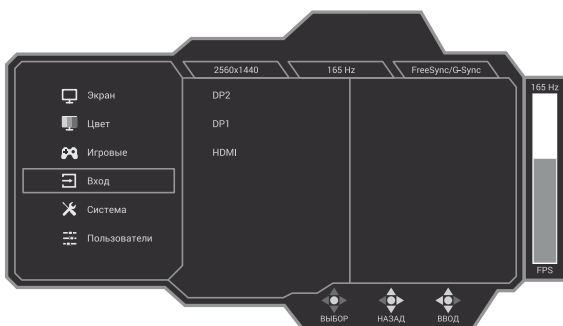 2560x1440 165 Hz FreeSync/G-Sync
165 Hz
Экран DP2
Цвет DP1
Игровые HDMI
Вход
Система
Пользователи
FPS
ВЫБОР НАЗАД ВВОД